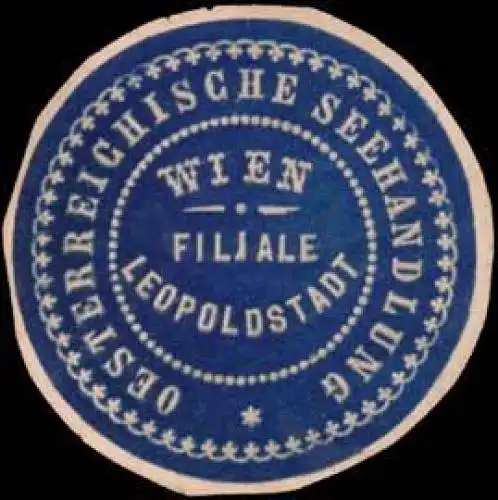 OESTERREICHISCHE SEEHANDLUNG
WIEN
FILIALE
LEOPOLDSTADT